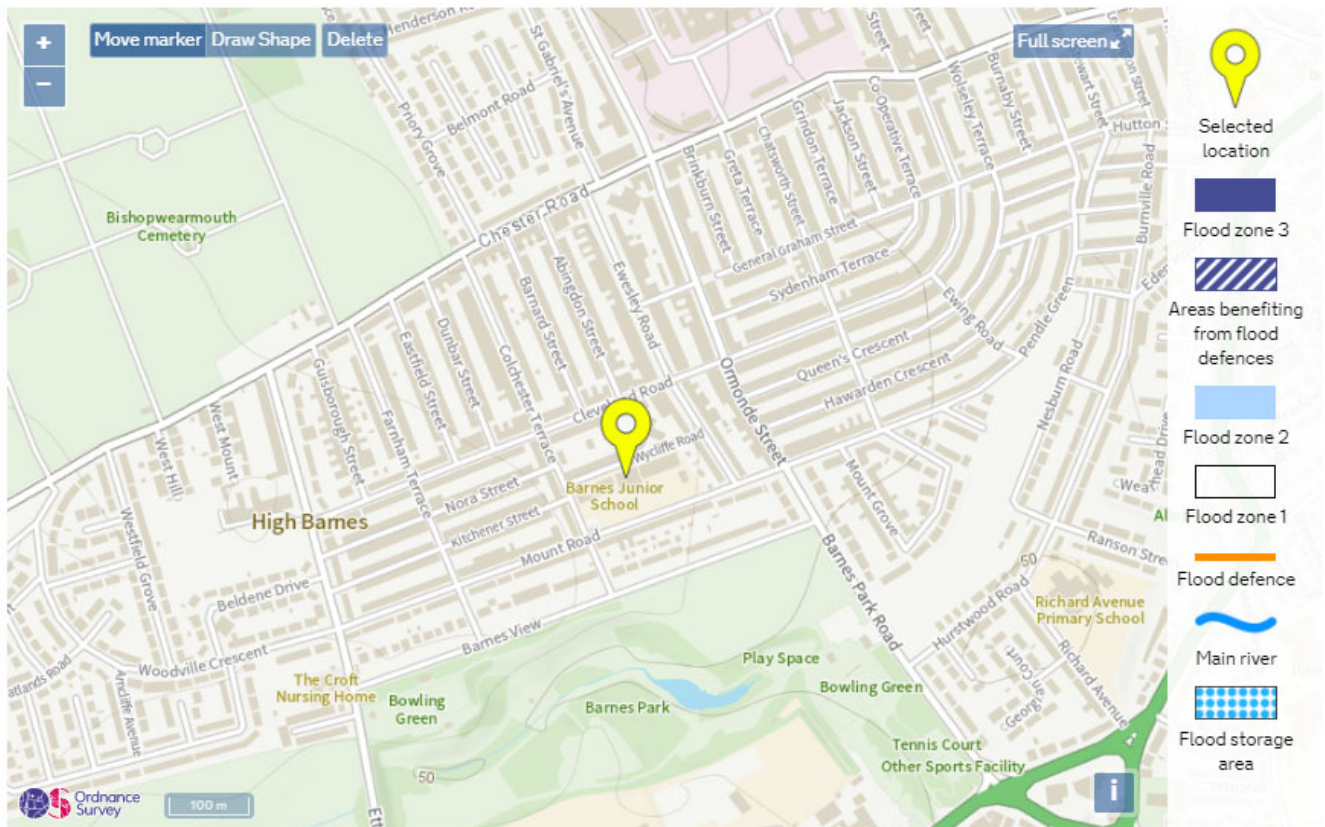 +
−
Move marker
Draw Shape
Delete
Full screen
Henderson Road
St Gabriel's Avenue
Belmont Road
Priory Grove
Bishopwearmouth
Cemetery
Chester Road
Street
Co-Operative Terrace
Jackson Street
Grindon Terrace
Chatsworth Street
Greta Terrace
Brinkburn Street
Wolseley Terrace
Burnaby Street
Hutton
Burnville Road
General Graham Street
Sydenham Terrace
Ewing Road
Pendle Green
Nesburn Road
Queen's Crescent
Hawarden Crescent
Ormonde Street
Ewesley Road
Abingdon Street
Barnard Street
Colchester Terrace
Dunbar Street
Eastfield Street
Farnham Terrace
Guisborough Street
West Mount
West Hill
Westfield Grove
Cleveland Road
Wycliffe Road
Barnes Junior
School
Nora Street
Kitchener Street
Mount Road
High Barnes
Beldene Drive
Woodville Crescent
Arncliffe Avenue
The Croft
Nursing Home
Barnes View
Bowling
Green
Barnes Park
Play Space
Bowling Green
Barnes Park Road
Mount Grove
Tennis Court
Other Sports Facility
Hurstwood Road
Georgian Court
Richard Avenue
Richard Avenue
Primary School
50
50
Ordnance
Survey
100 m
i
Selected
location
Flood zone 3
Areas benefiting
from flood
defences
Flood zone 2
Flood zone 1
Flood defence
Main river
Flood storage
area